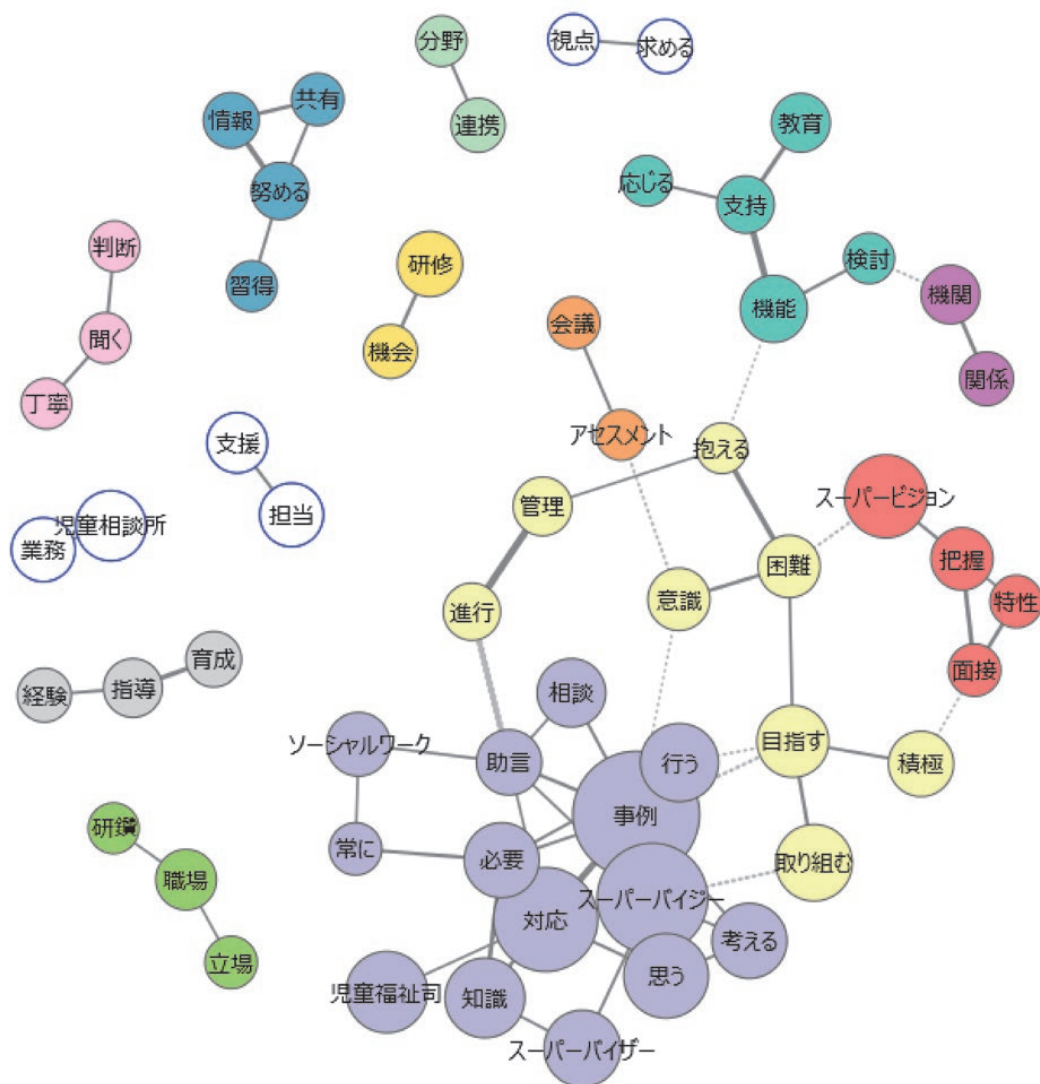 分野
視点
求める
連携
情報
共有
努める
習得
教育
応じる
支持
機能
検討
機関
関係
判断
聞く
丁寧
研修
機会
会議
アセスメント
抱える
支援
担当
児童相談所
業務
管理
進行
意識
困難
スーパービジョン
把握
特性
面接
経験
指導
育成
相談
ソーシャルワーク
助言
行う
目指す
積極
事例
常に
必要
取り組む
研鑽
職場
立場
対応
スーパーバイジー
考える
思う
児童福祉司
知識
スーパーバイザー